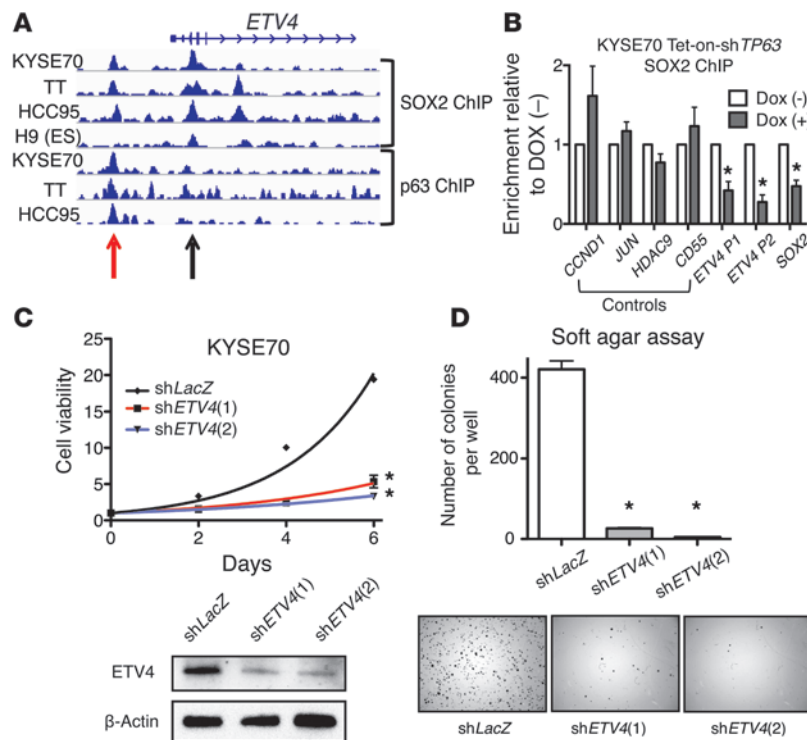 A
ETV4
KYSE70
TT
HCC95
H9 (ES)
KYSE70
TT
HCC95
SOX2 ChIP
p63 ChIP
B
KYSE70 Tet-on-shTP63
SOX2 ChIP
Enrichment relative
to DOX (–)
2
1
0
Dox (-)
Dox (+
CCND1
JUN
HDAC9
CD55
ETV4 P1
ETV4 P2
SOX2
* * *
Controls
C
KYSE70
Cell viability
25
20
15
10
5
0
shLacZ
shETV4(1)
shETV4(2)
*
*
0 2 4 6
Days
shLacZ
shETV4(1)
shETV4(2)
ETV4
β-Actin
D
Soft agar assay
Number of colonies
per well
400
200
0
* *
shLacZ
shETV4(1)
shETV4(2)
shLacZ shETV4(1) shETV4(2)